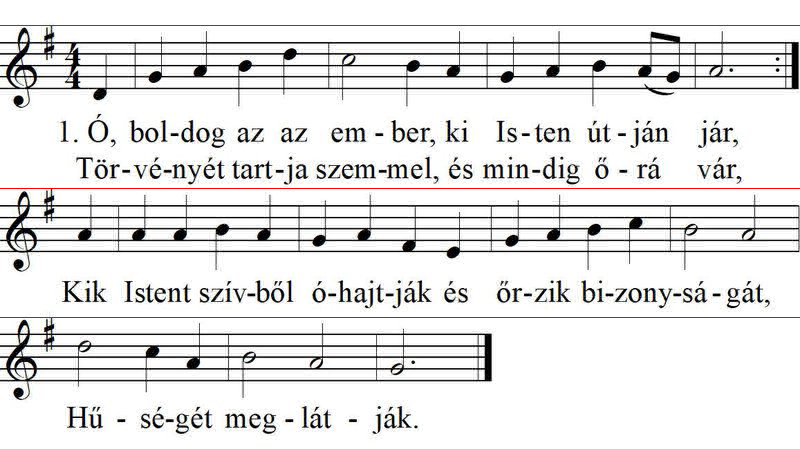 4
4
1. Ó, bol-dog az az em - ber, ki Is-ten út-ján jár,
Tör-vé-nyét tart-ja szem-mel, és min-dig ő - rá vár,
Kik Istent szív-ből ó-hajt-ják és őr-zik bi-zony-sá-gát,
Hű - sé-gét meg-lát - ják.